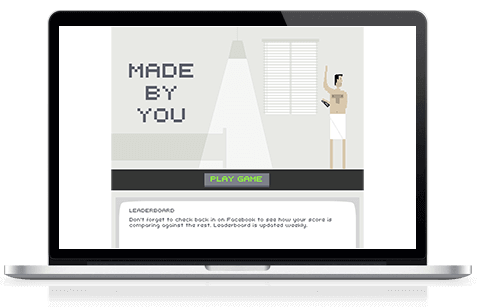 MADE
BY
YOU
PLAY GAME
LEADERBOARD
Don't forget to check back in on Facebook to see how your score is
comparing against the rest. Leaderboard is updated weekly.